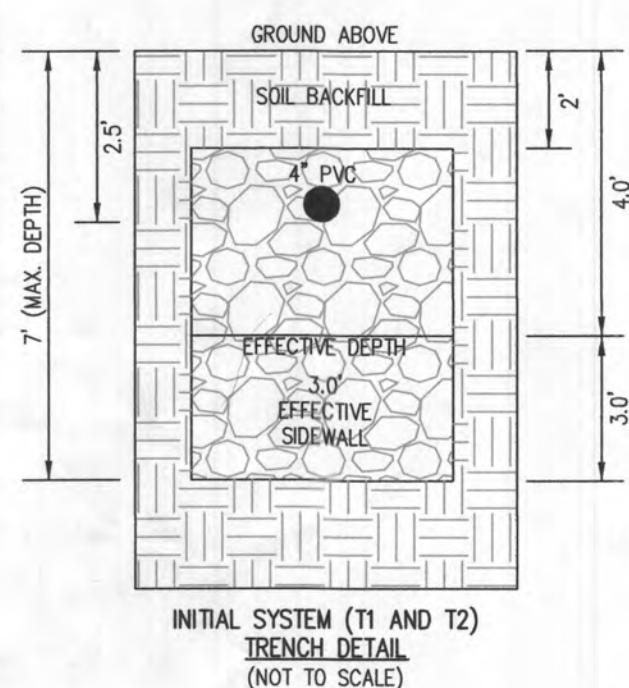 GROUND ABOVE
SOIL BACKFILL
2'
2.5'
4" PVC
4.0'
7' (MAX. DEPTH)
EFFECTIVE DEPTH
3.0'
EFFECTIVE
SIDEWALL
3.0'
INITIAL SYSTEM (T1 AND T2)
TRENCH DETAIL
(NOT TO SCALE)